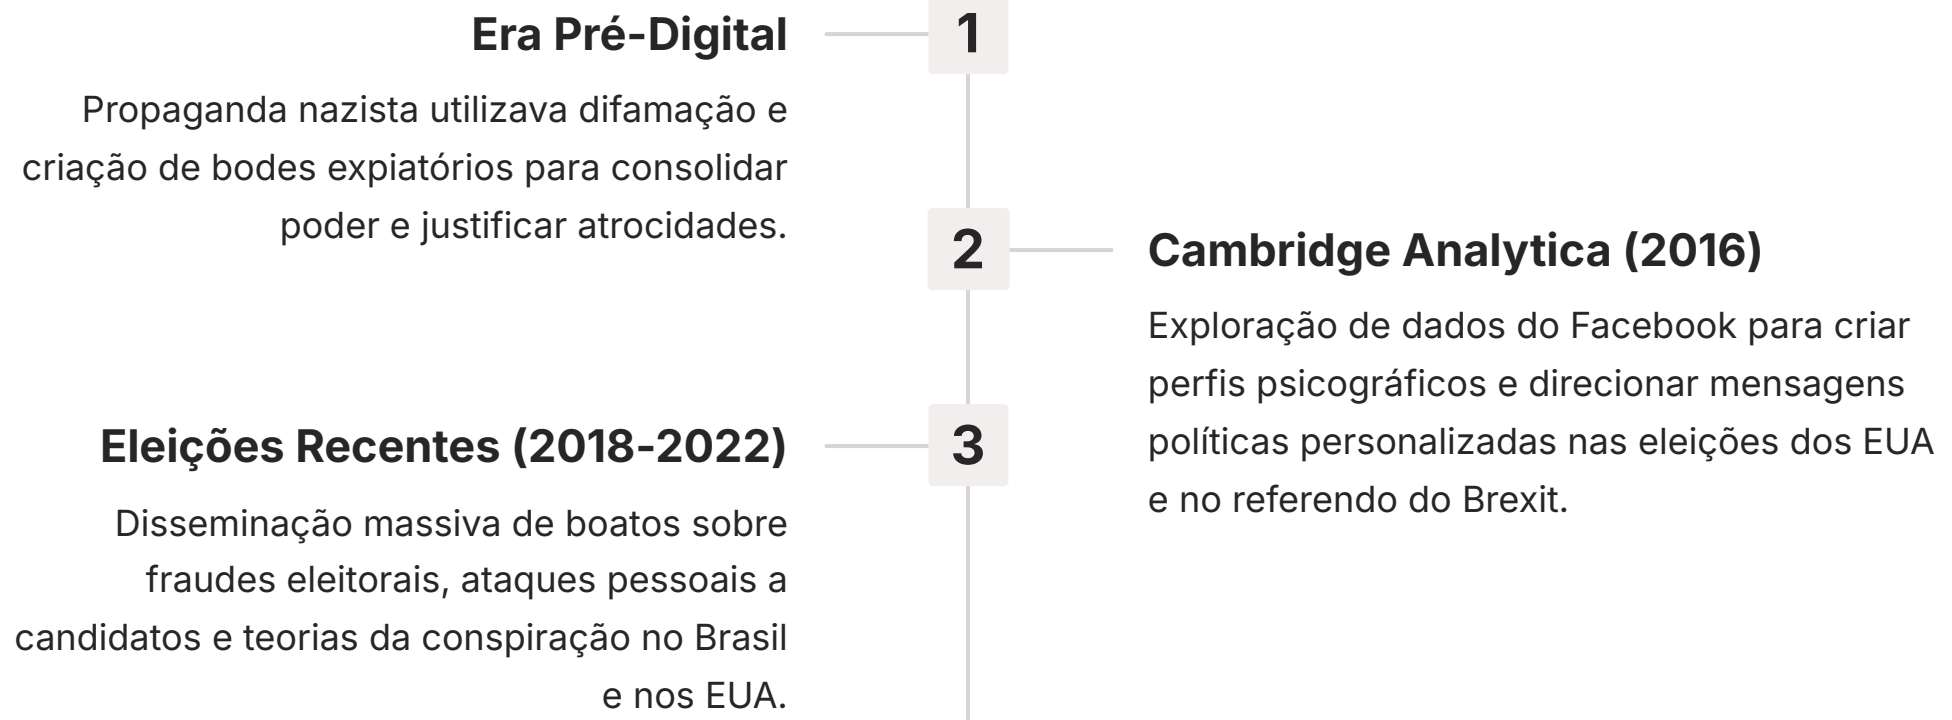 Era Pré-Digital
1
Propaganda nazista utilizava difamação e
criação de bodes expiatórios para consolidar
poder e justificar atrocidades.
2
Cambridge Analytica (2016)
Exploração de dados do Facebook para criar
perfis psicográficos e direcionar mensagens
políticas personalizadas nas eleições dos EUA
e no referendo do Brexit.
Eleições Recentes (2018-2022)
3
Disseminação massiva de boatos sobre
fraudes eleitorais, ataques pessoais a
candidatos e teorias da conspiração no Brasil
e nos EUA.